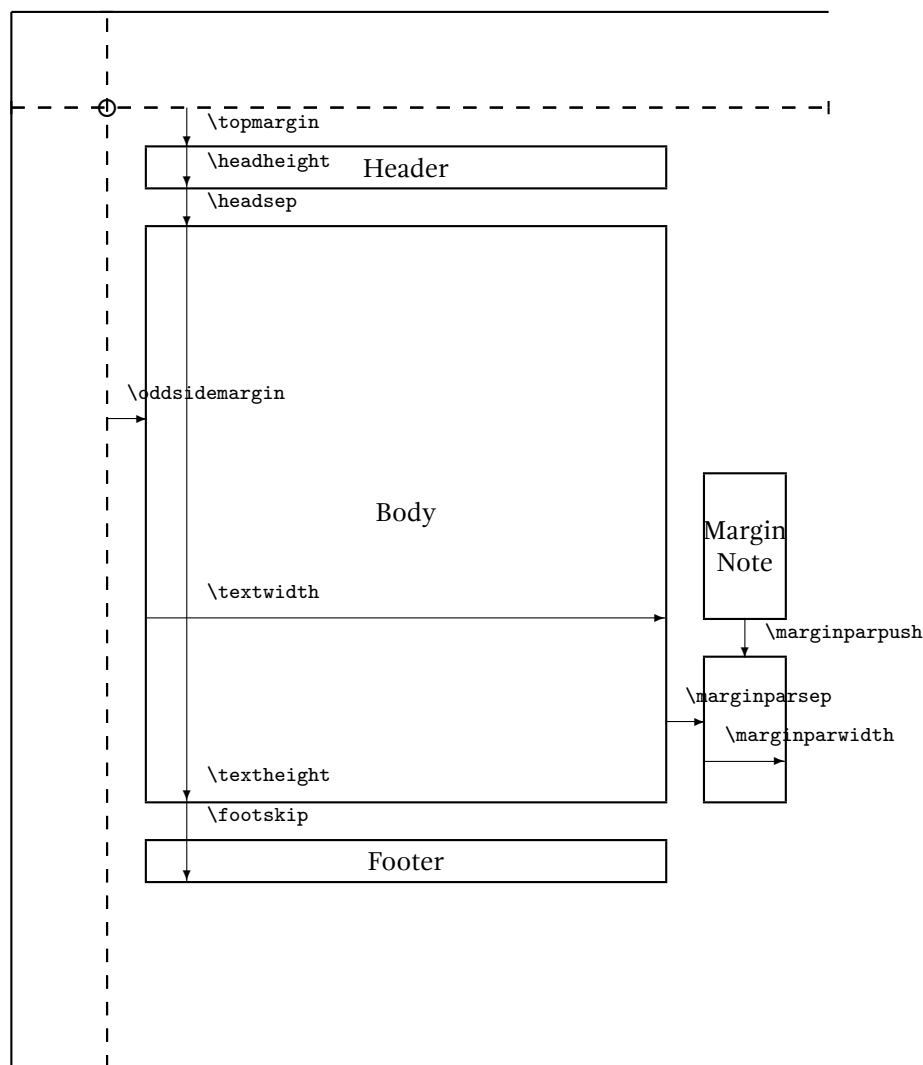 \topmargin
\headheight
Header
\headsep
\oddsidemargin
Body
Margin
Note
\textwidth
\marginparpush
\marginparsep
\marginparwidth
\textheight
\footskip
Footer